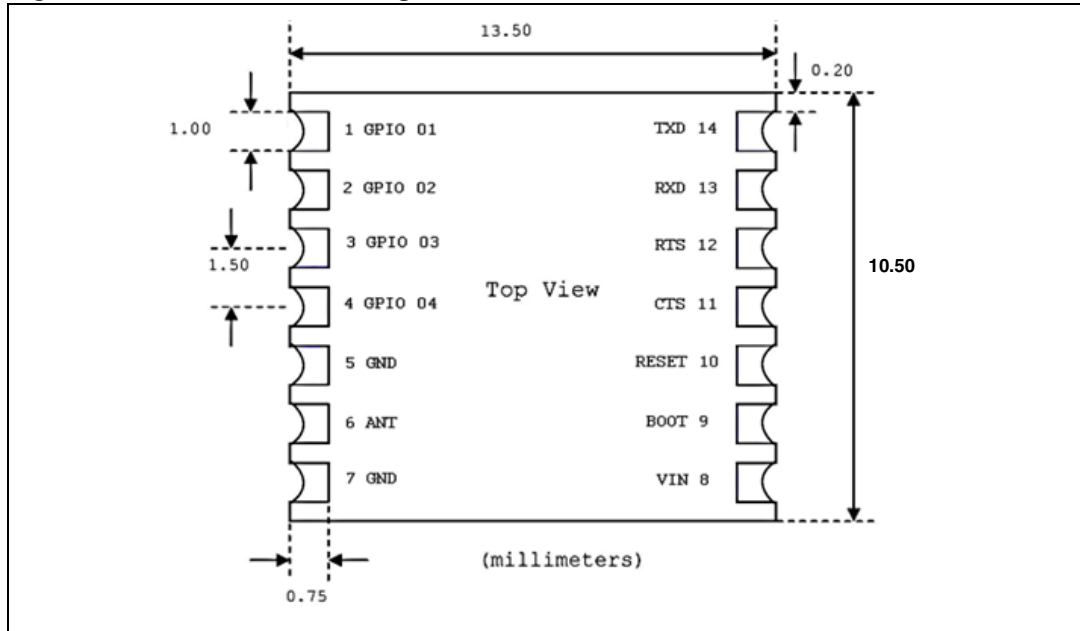 13.50
0.20
1.00
1 GPIO 01
TXD 14
2 GPIO 02
RXD 13
3 GPIO 03
RTS 12
1.50
10.50
Top View
4 GPIO 04
CTS 11
5 GND
RESET 10
6 ANT
BOOT 9
7 GND
VIN 8
(millimeters)
0.75